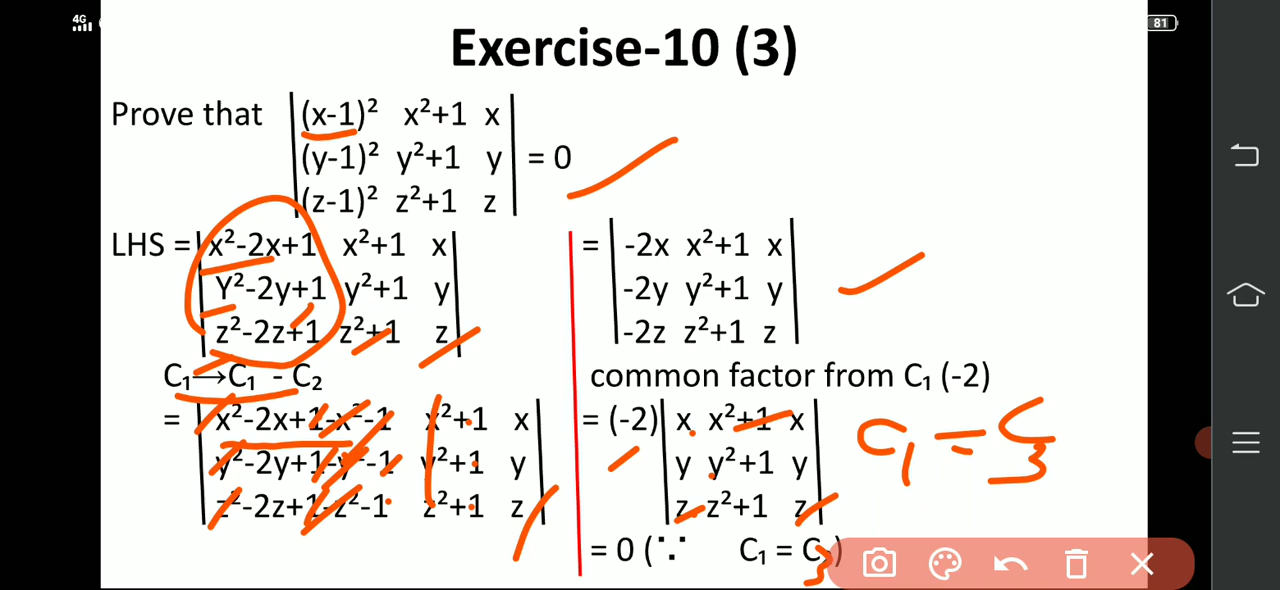 4G
81
Exercise-10 (3)
Prove that |(x-1)² x²+1 x|
|(y-1)² y²+1 y| = 0
|(z-1)² z²+1 z|
LHS = |x²-2x+1 x²+1 x|
|Y²-2y+1 y²+1 y|
|z²-2z+1 z²+1 z|
C₁→C₁ - C₂
= |x²-2x+1-x²-1 x²+1 x|
|y²-2y+1-y²-1 y²+1 y|
|z²-2z+1-z²-1 z²+1 z|
= |-2x x²+1 x|
|-2y y²+1 y|
|-2z z²+1 z|
common factor from C₁ (-2)
= (-2)|x x²+1 x|
|y y²+1 y|
|z z²+1 z|
C₁ = C₃
= 0 (∵ C₁ = C₃)